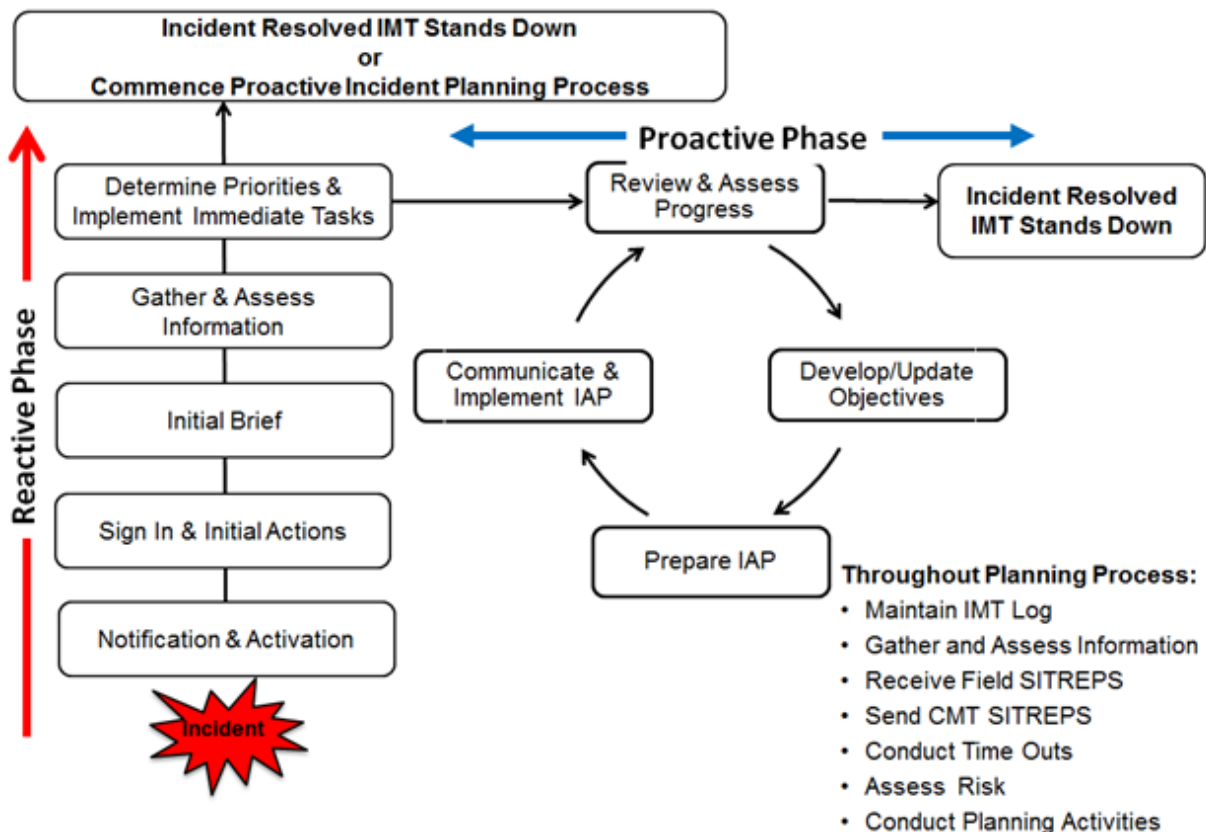 Incident Resolved IMT Stands Down
or
Commence Proactive Incident Planning Process
Reactive Phase
Determine Priorities &
Implement Immediate Tasks
Gather & Assess
Information
Initial Brief
Sign In & Initial Actions
Notification & Activation
Incident
Proactive Phase
Review & Assess
Progress
Incident Resolved
IMT Stands Down
Develop/Update
Objectives
Prepare IAP
Communicate &
Implement IAP
Throughout Planning Process:
• Maintain IMT Log
• Gather and Assess Information
• Receive Field SITREPS
• Send CMT SITREPS
• Conduct Time Outs
• Assess Risk
• Conduct Planning Activities